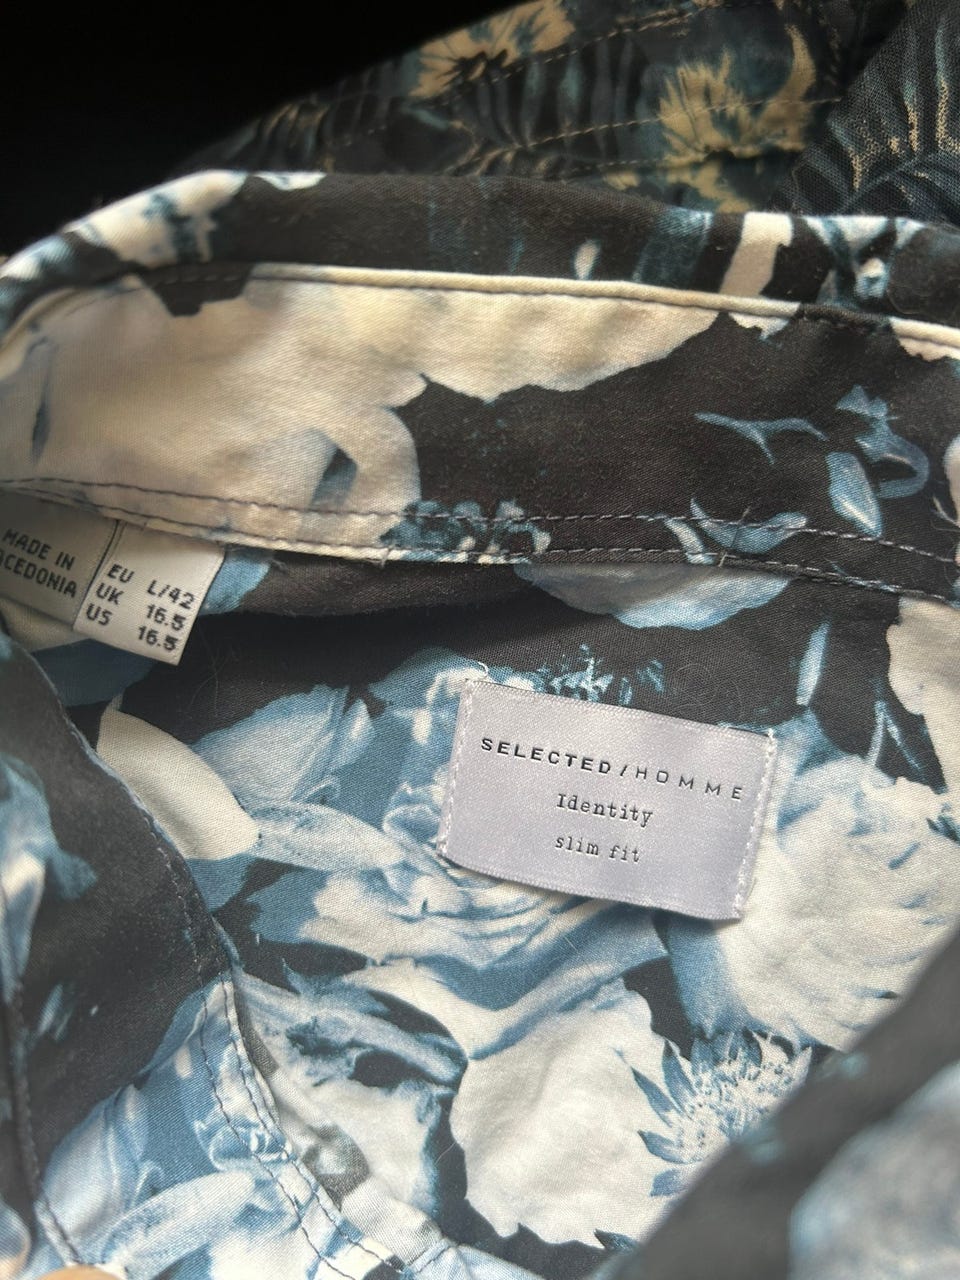 MADE IN
EU L/42
UK 16.5
US 16.5
SELECTED/HOMME
Identity
slim fit